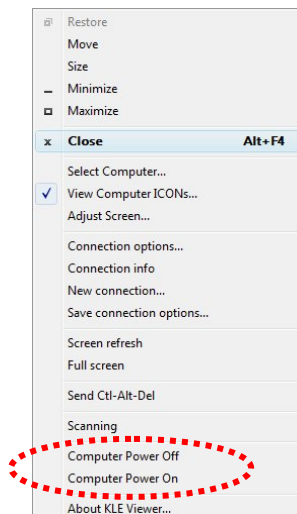 Restore
Move
Size
Minimize
Maximize
x Close Alt+F4
Select Computer...
View Computer ICONs...
Adjust Screen...
Connection options...
Connection info
New connection...
Save connection options...
Screen refresh
Full screen
Send Ctl-Alt-Del
Scanning
Computer Power Off
Computer Power On
About KLE Viewer...